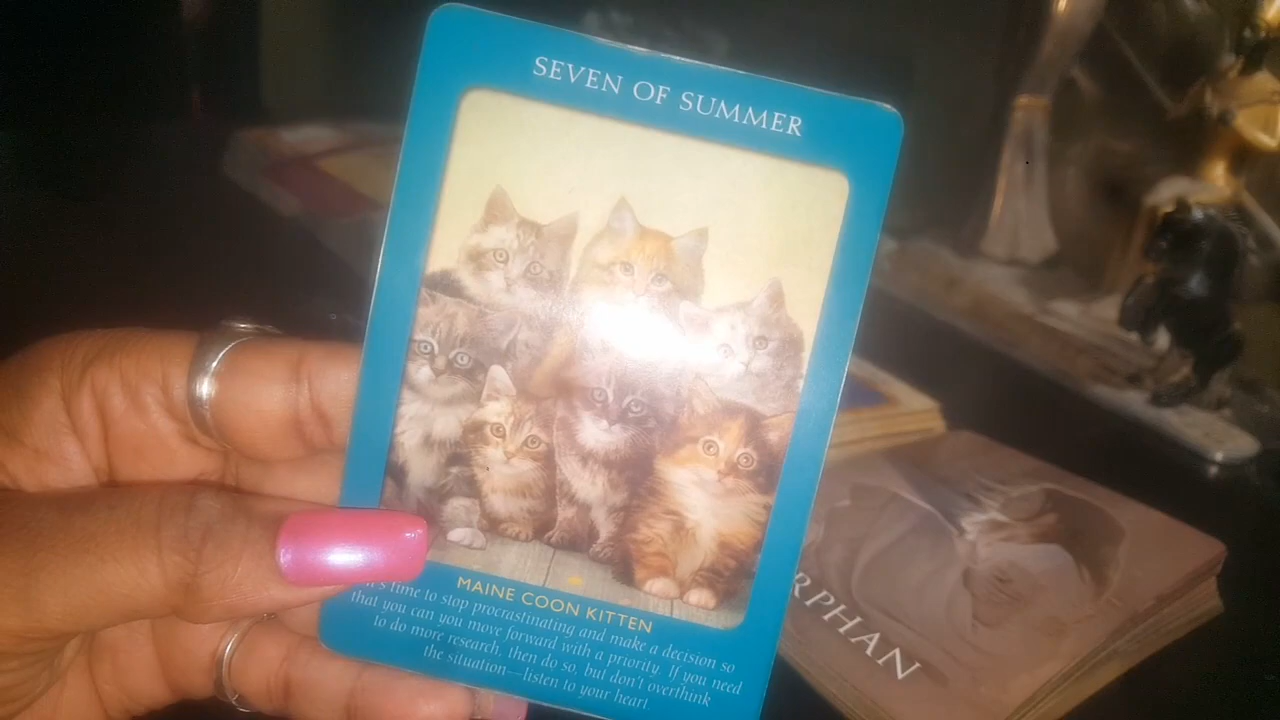 SEVEN OF SUMMER
MAINE COON KITTEN
It's time to stop procrastinating and make a decision so
that you can you move forward with a priority. If you need
to do more research, then do so, but don't overthink
the situation—listen to your heart.
RPHAN